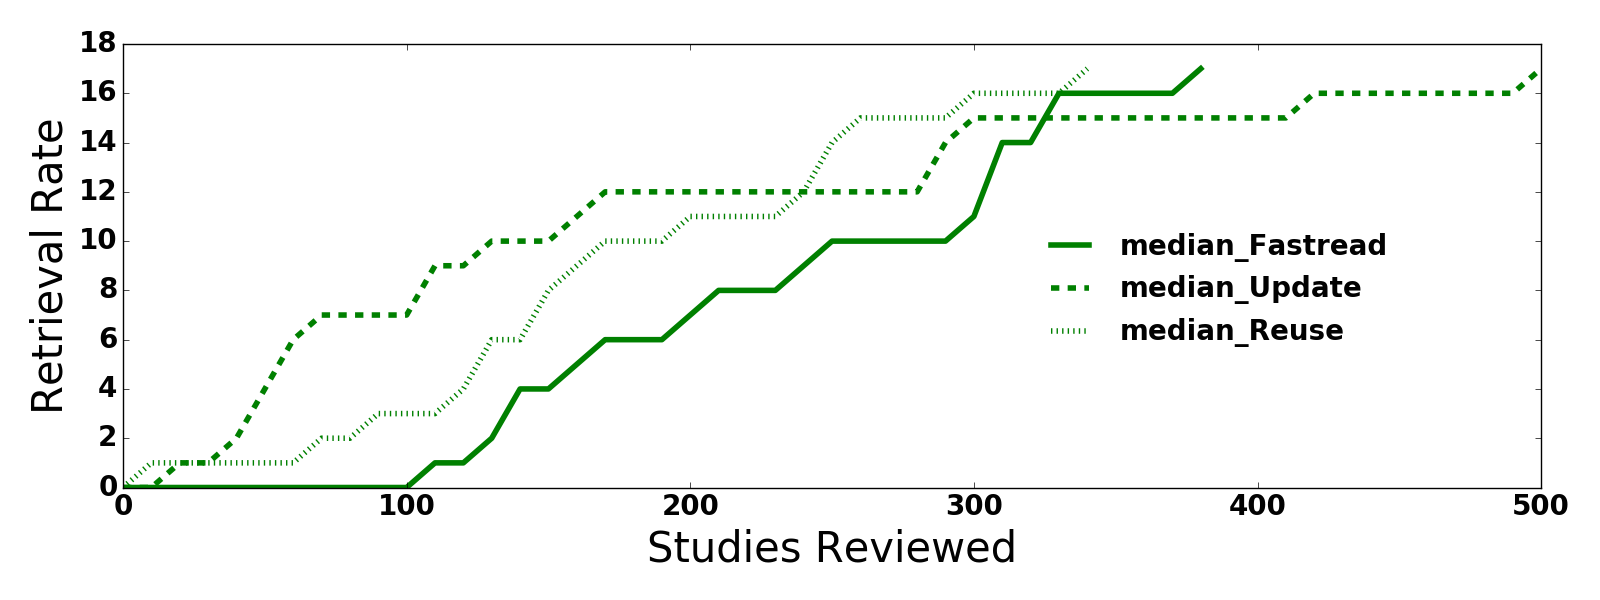 18
16
14
12
10
8
6
4
2
0
Retrieval Rate
median_Fastread
median_Update
median_Reuse
0 100 200 300 400 500
Studies Reviewed